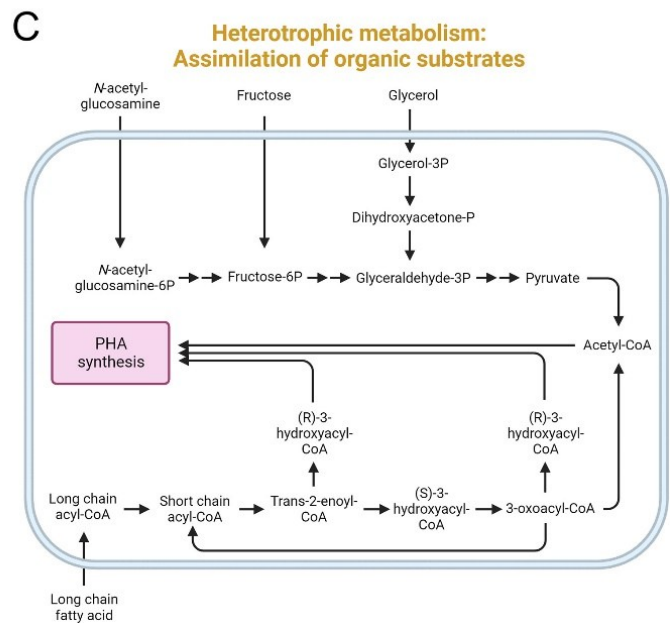 C
Heterotrophic metabolism:
Assimilation of organic substrates
N-acetyl-
glucosamine
Fructose
Glycerol
Glycerol-3P
Dihydroxyacetone-P
N-acetyl-
glucosamine-6P
Fructose-6P
Glyceraldehyde-3P
Pyruvate
PHA
synthesis
Acetyl-CoA
(R)-3-
hydroxyacyl-
CoA
(R)-3-
hydroxyacyl-
CoA
Long chain
acyl-CoA
Short chain
acyl-CoA
Trans-2-enoyl-
CoA
(S)-3-
hydroxyacyl-
CoA
3-oxoacyl-CoA
Long chain
fatty acid